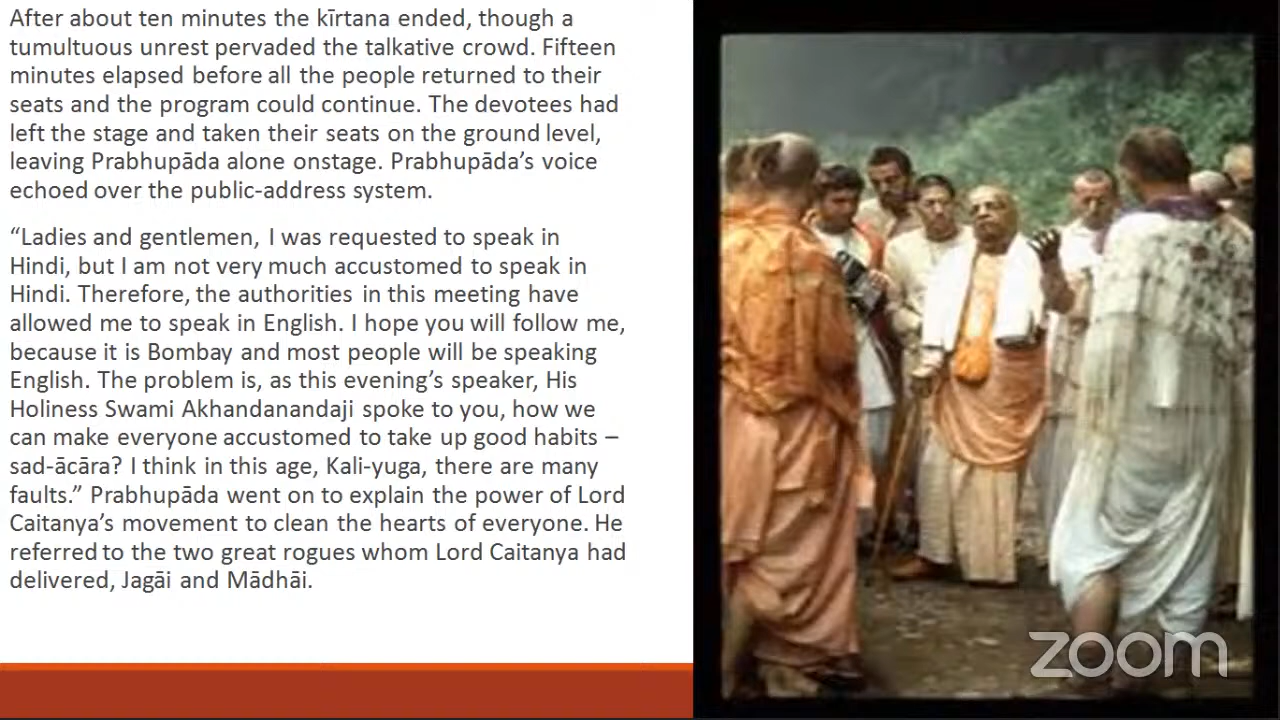 After about ten minutes the kīrtana ended, though a
tumultuous unrest pervaded the talkative crowd. Fifteen
minutes elapsed before all the people returned to their
seats and the program could continue. The devotees had
left the stage and taken their seats on the ground level,
leaving Prabhupāda alone onstage. Prabhupāda’s voice
echoed over the public-address system.
“Ladies and gentlemen, I was requested to speak in
Hindi, but I am not very much accustomed to speak in
Hindi. Therefore, the authorities in this meeting have
allowed me to speak in English. I hope you will follow me,
because it is Bombay and most people will be speaking
English. The problem is, as this evening’s speaker, His
Holiness Swami Akhandanandaji spoke to you, how we
can make everyone accustomed to take up good habits –
sad-ācāra? I think in this age, Kali-yuga, there are many
faults.” Prabhupāda went on to explain the power of Lord
Caitanya’s movement to clean the hearts of everyone. He
referred to the two great rogues whom Lord Caitanya had
delivered, Jagāi and Mādhāi.
zoom